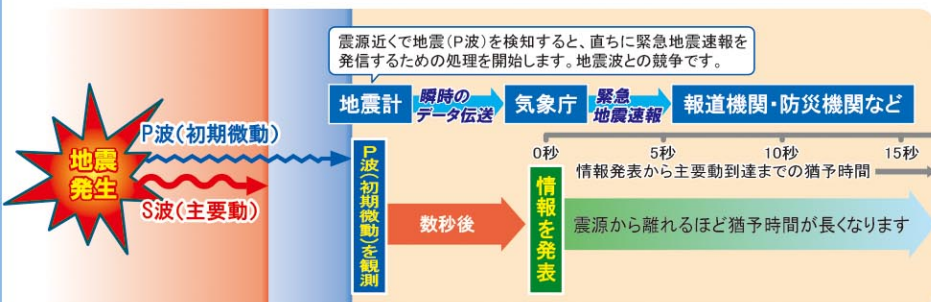 震源近くで地震(P波)を検知すると、直ちに緊急地震速報を
発信するための処理を開始します。地震波との競争です。
地震計
瞬時の
データ伝送
気象庁
緊急
地震速報
報道機関・防災機関など
地震
発生
P波(初期微動)
S波(主要動)
P波(初期微動)を観測
数秒後
情報を発表
0秒
5秒
10秒
15秒
情報発表から主要動到達までの猶予時間
震源から離れるほど猶予時間が長くなります